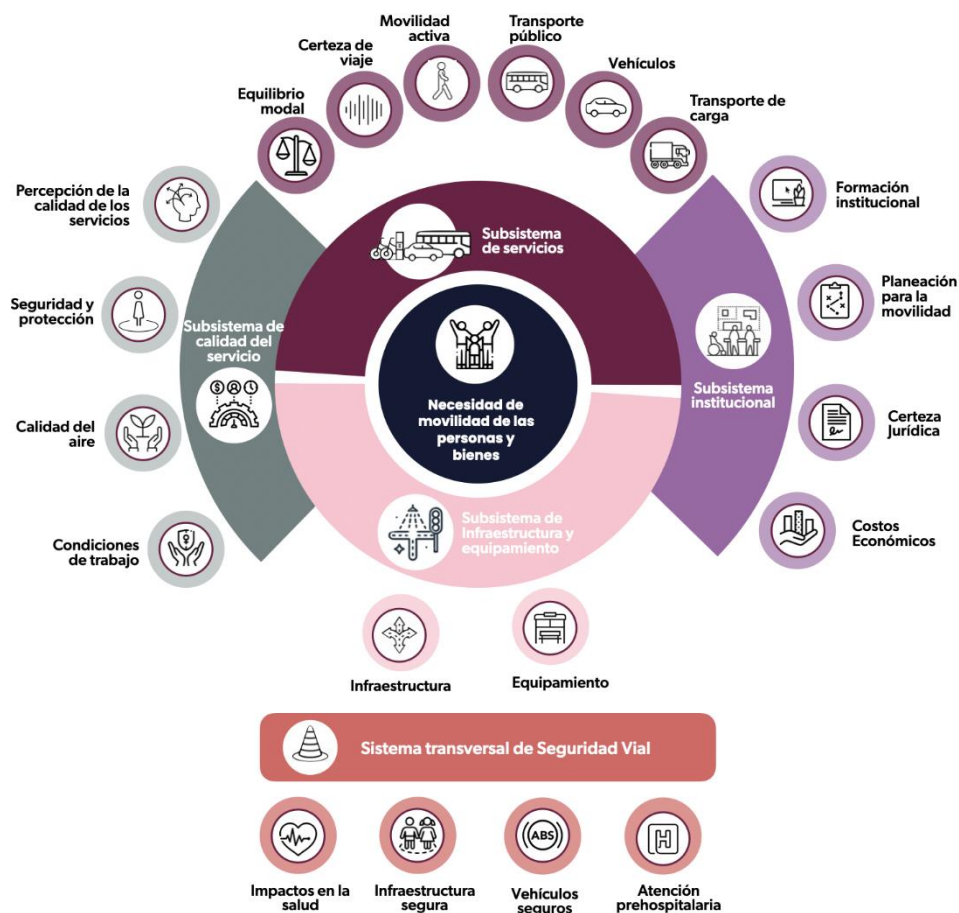 Movilidad
activa
Transporte
público
Certeza de
viaje
Vehículos
Equilibrio
modal
Transporte de
carga
Percepción de la
calidad de los
servicios
Formación
institucional
Subsistema
de servicios
Seguridad y
protección
Planeación
para la
movilidad
Subsistema de
calidad del
servicio
Subsistema
institucional
Necesidad de
movilidad de las
personas y
bienes
Calidad del
aire
Certeza
Jurídica
Subsistema de
Infraestructura y
equipamiento
Condiciones
de trabajo
Costos
Económicos
Infraestructura
Equipamiento
Sistema transversal de Seguridad Vial
ABS
H
Impactos en la
salud
Infraestructura
segura
Vehículos
seguros
Atención
prehospitalaria